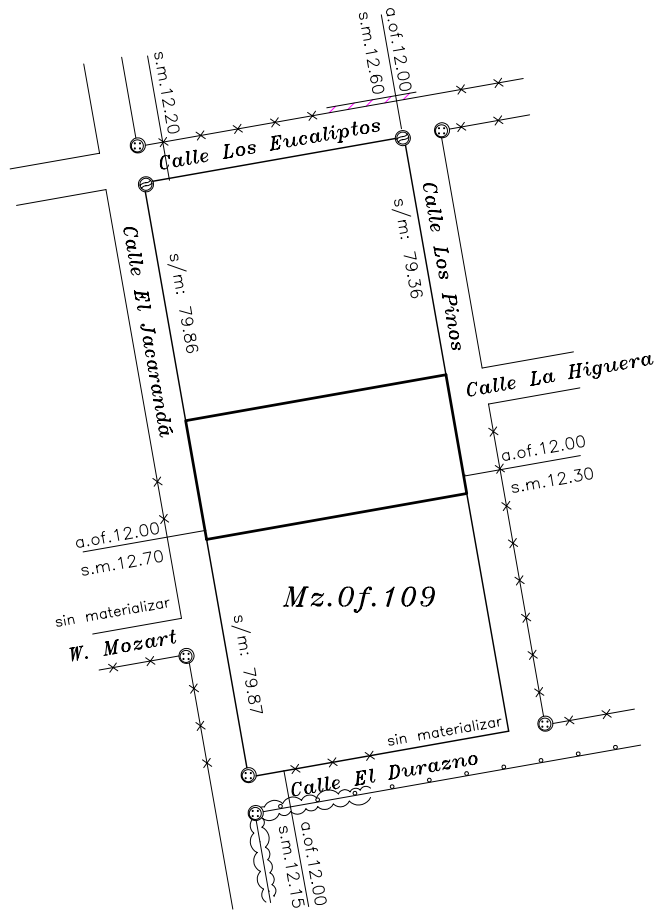 a.of.12.00
s.m.12.60
s.m.12.20
Calle Los Eucaliptos
Calle Los Pinos
s/m: 79.36
Calle El Jacarandá
s/m: 79.86
Calle La Higuera
a.of.12.00
s.m.12.30
a.of.12.00
s.m.12.70
sin materializar
W. Mozart
Mz.Of.109
s/m: 79.87
sin materializar
Calle El Durazno
a.of.12.00
s.m.12.15